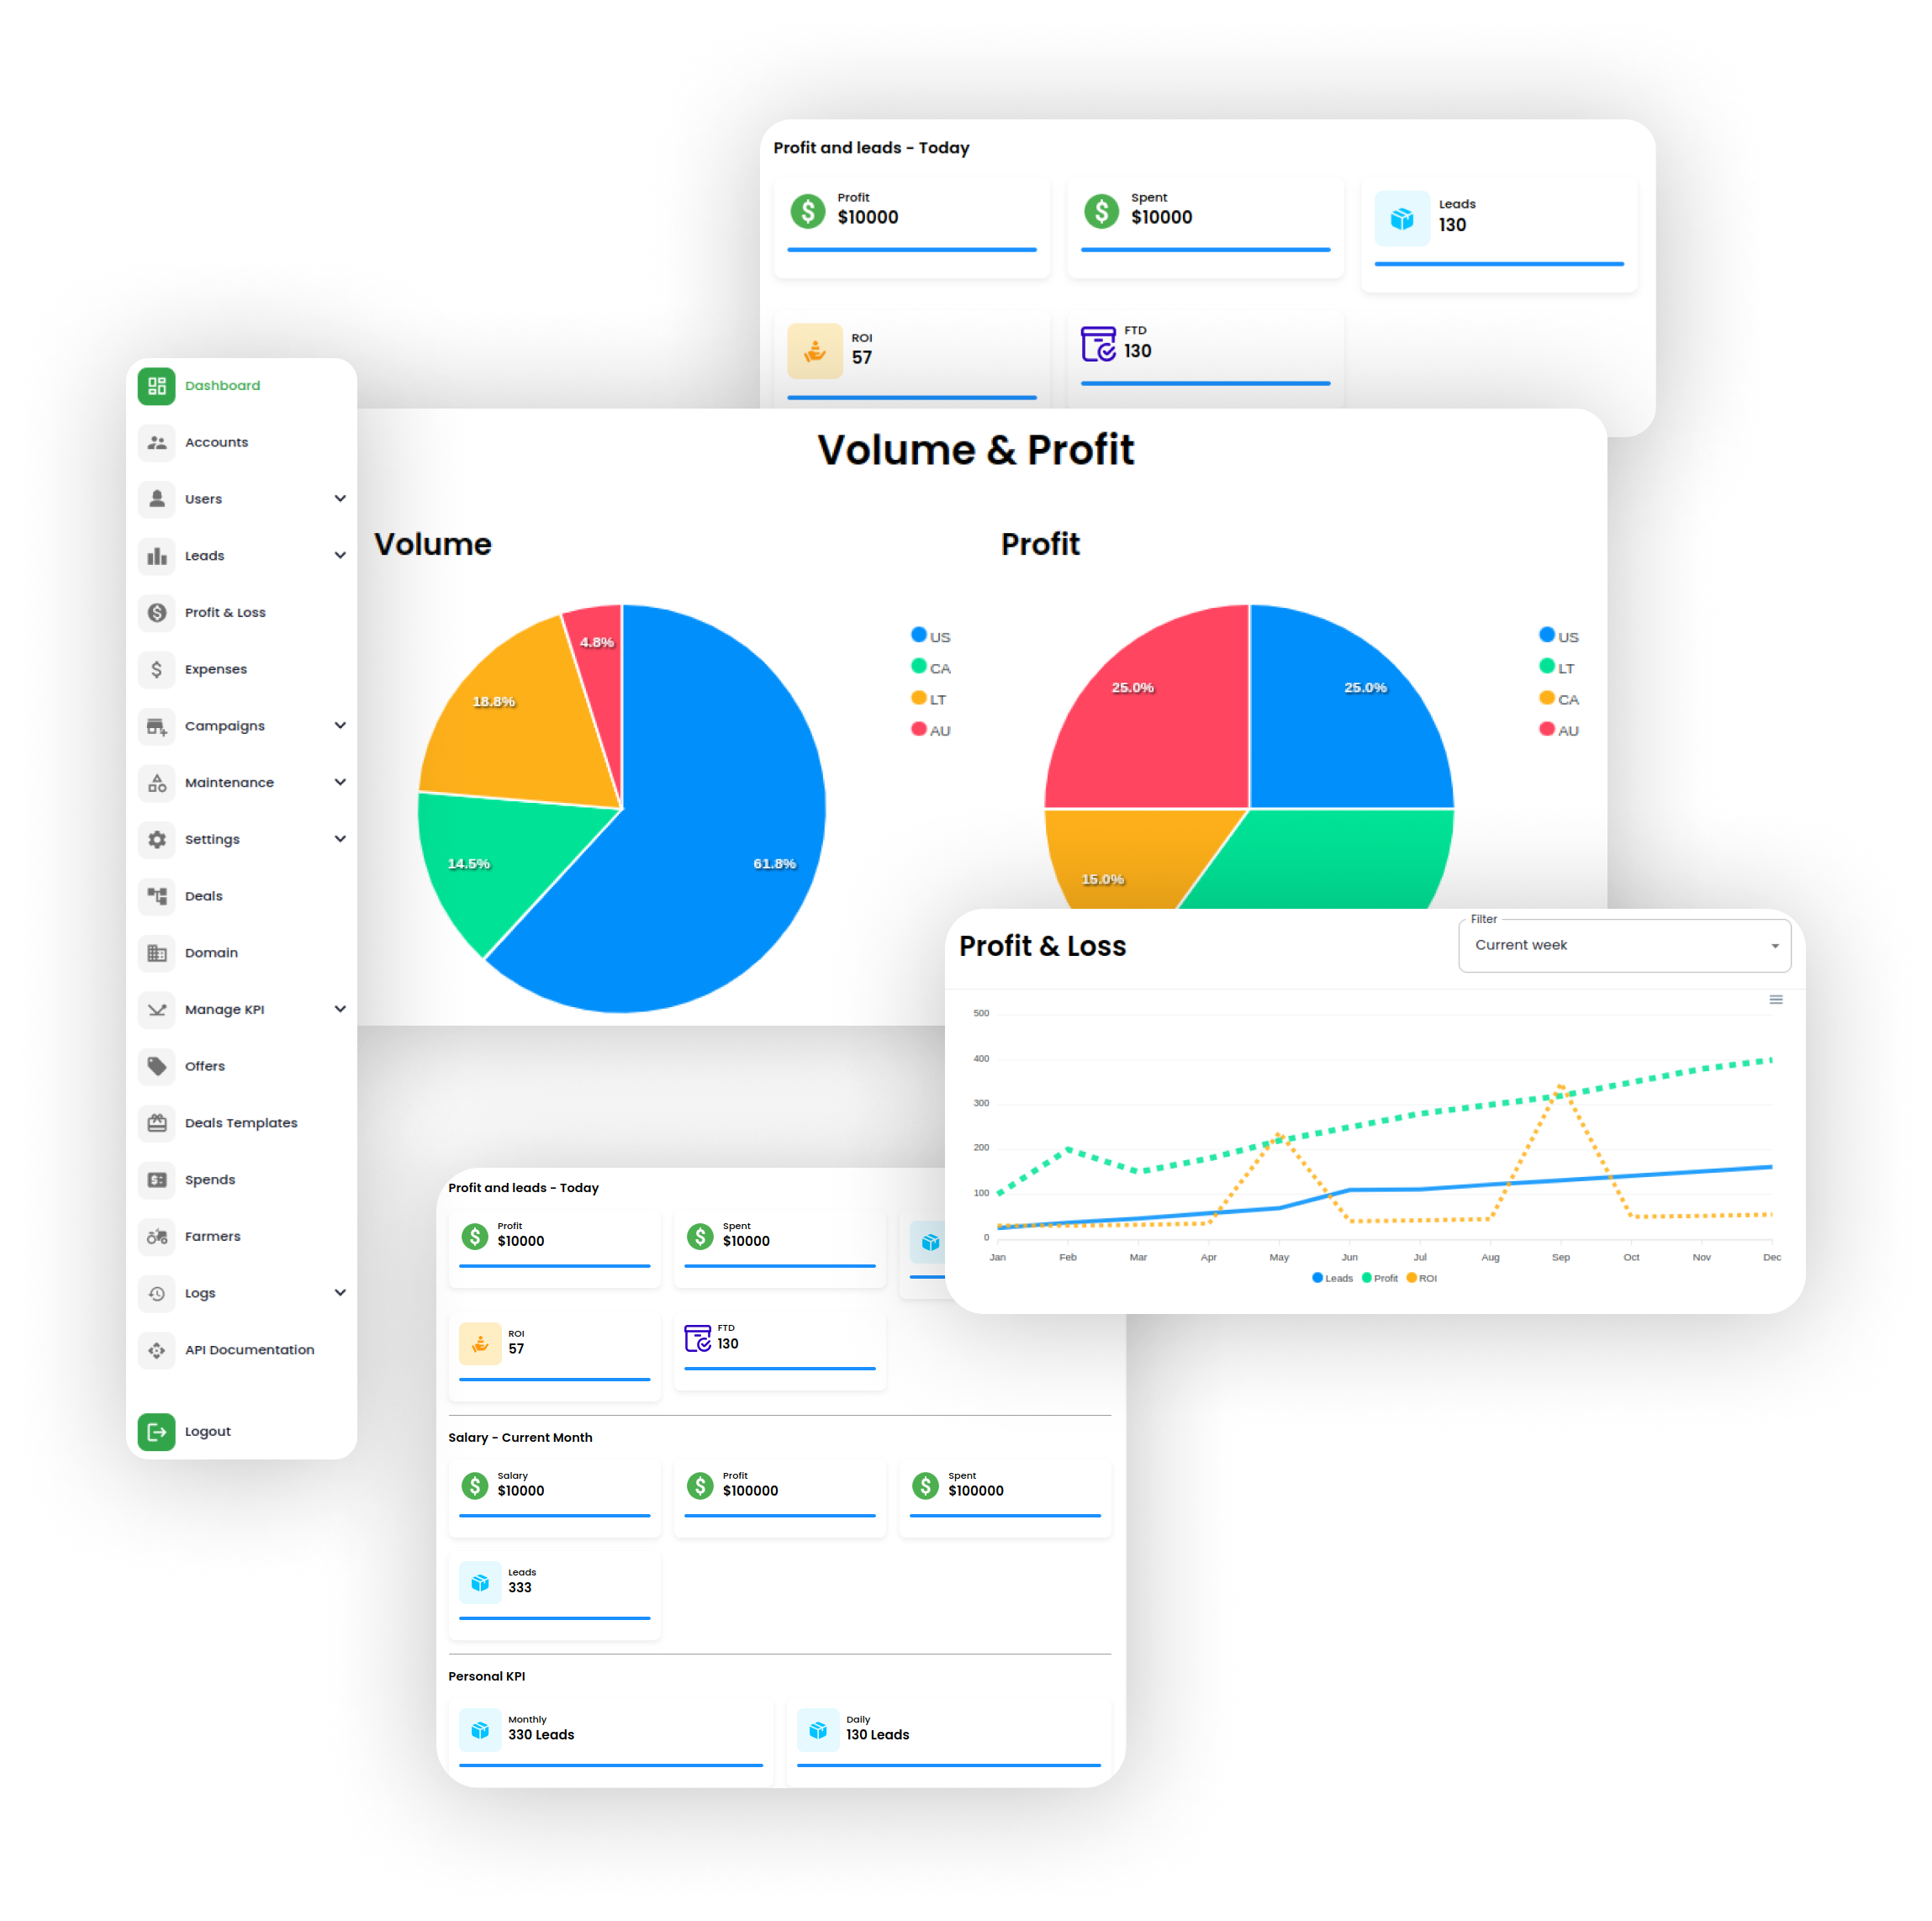 Profit and leads - Today
Profit
$10000
Spent
$10000
Leads
130
ROI
57
FTD
130
Dashboard
Accounts
Users
Leads
Profit & Loss
Expenses
Campaigns
Maintenance
Settings
Deals
Domain
Manage KPI
Offers
Deals Templates
Spends
Farmers
Logs
API Documentation
Logout
Volume & Profit
Volume
4.8%
18.8%
14.5%
61.8%
US
CA
LT
AU
Profit
25.0%
25.0%
15.0%
US
LT
CA
AU
Profit & Loss
Filter
Current week
500
400
300
200
100
0
Jan Feb Mar Apr May Jun Jul Aug Sep Oct Nov Dec
Leads Profit ROI
Profit and leads - Today
Profit
$10000
Spent
$10000
ROI
57
FTD
130
Salary - Current Month
Salary
$10000
Profit
$100000
Spent
$100000
Leads
333
Personal KPI
Monthly
330 Leads
Daily
130 Leads